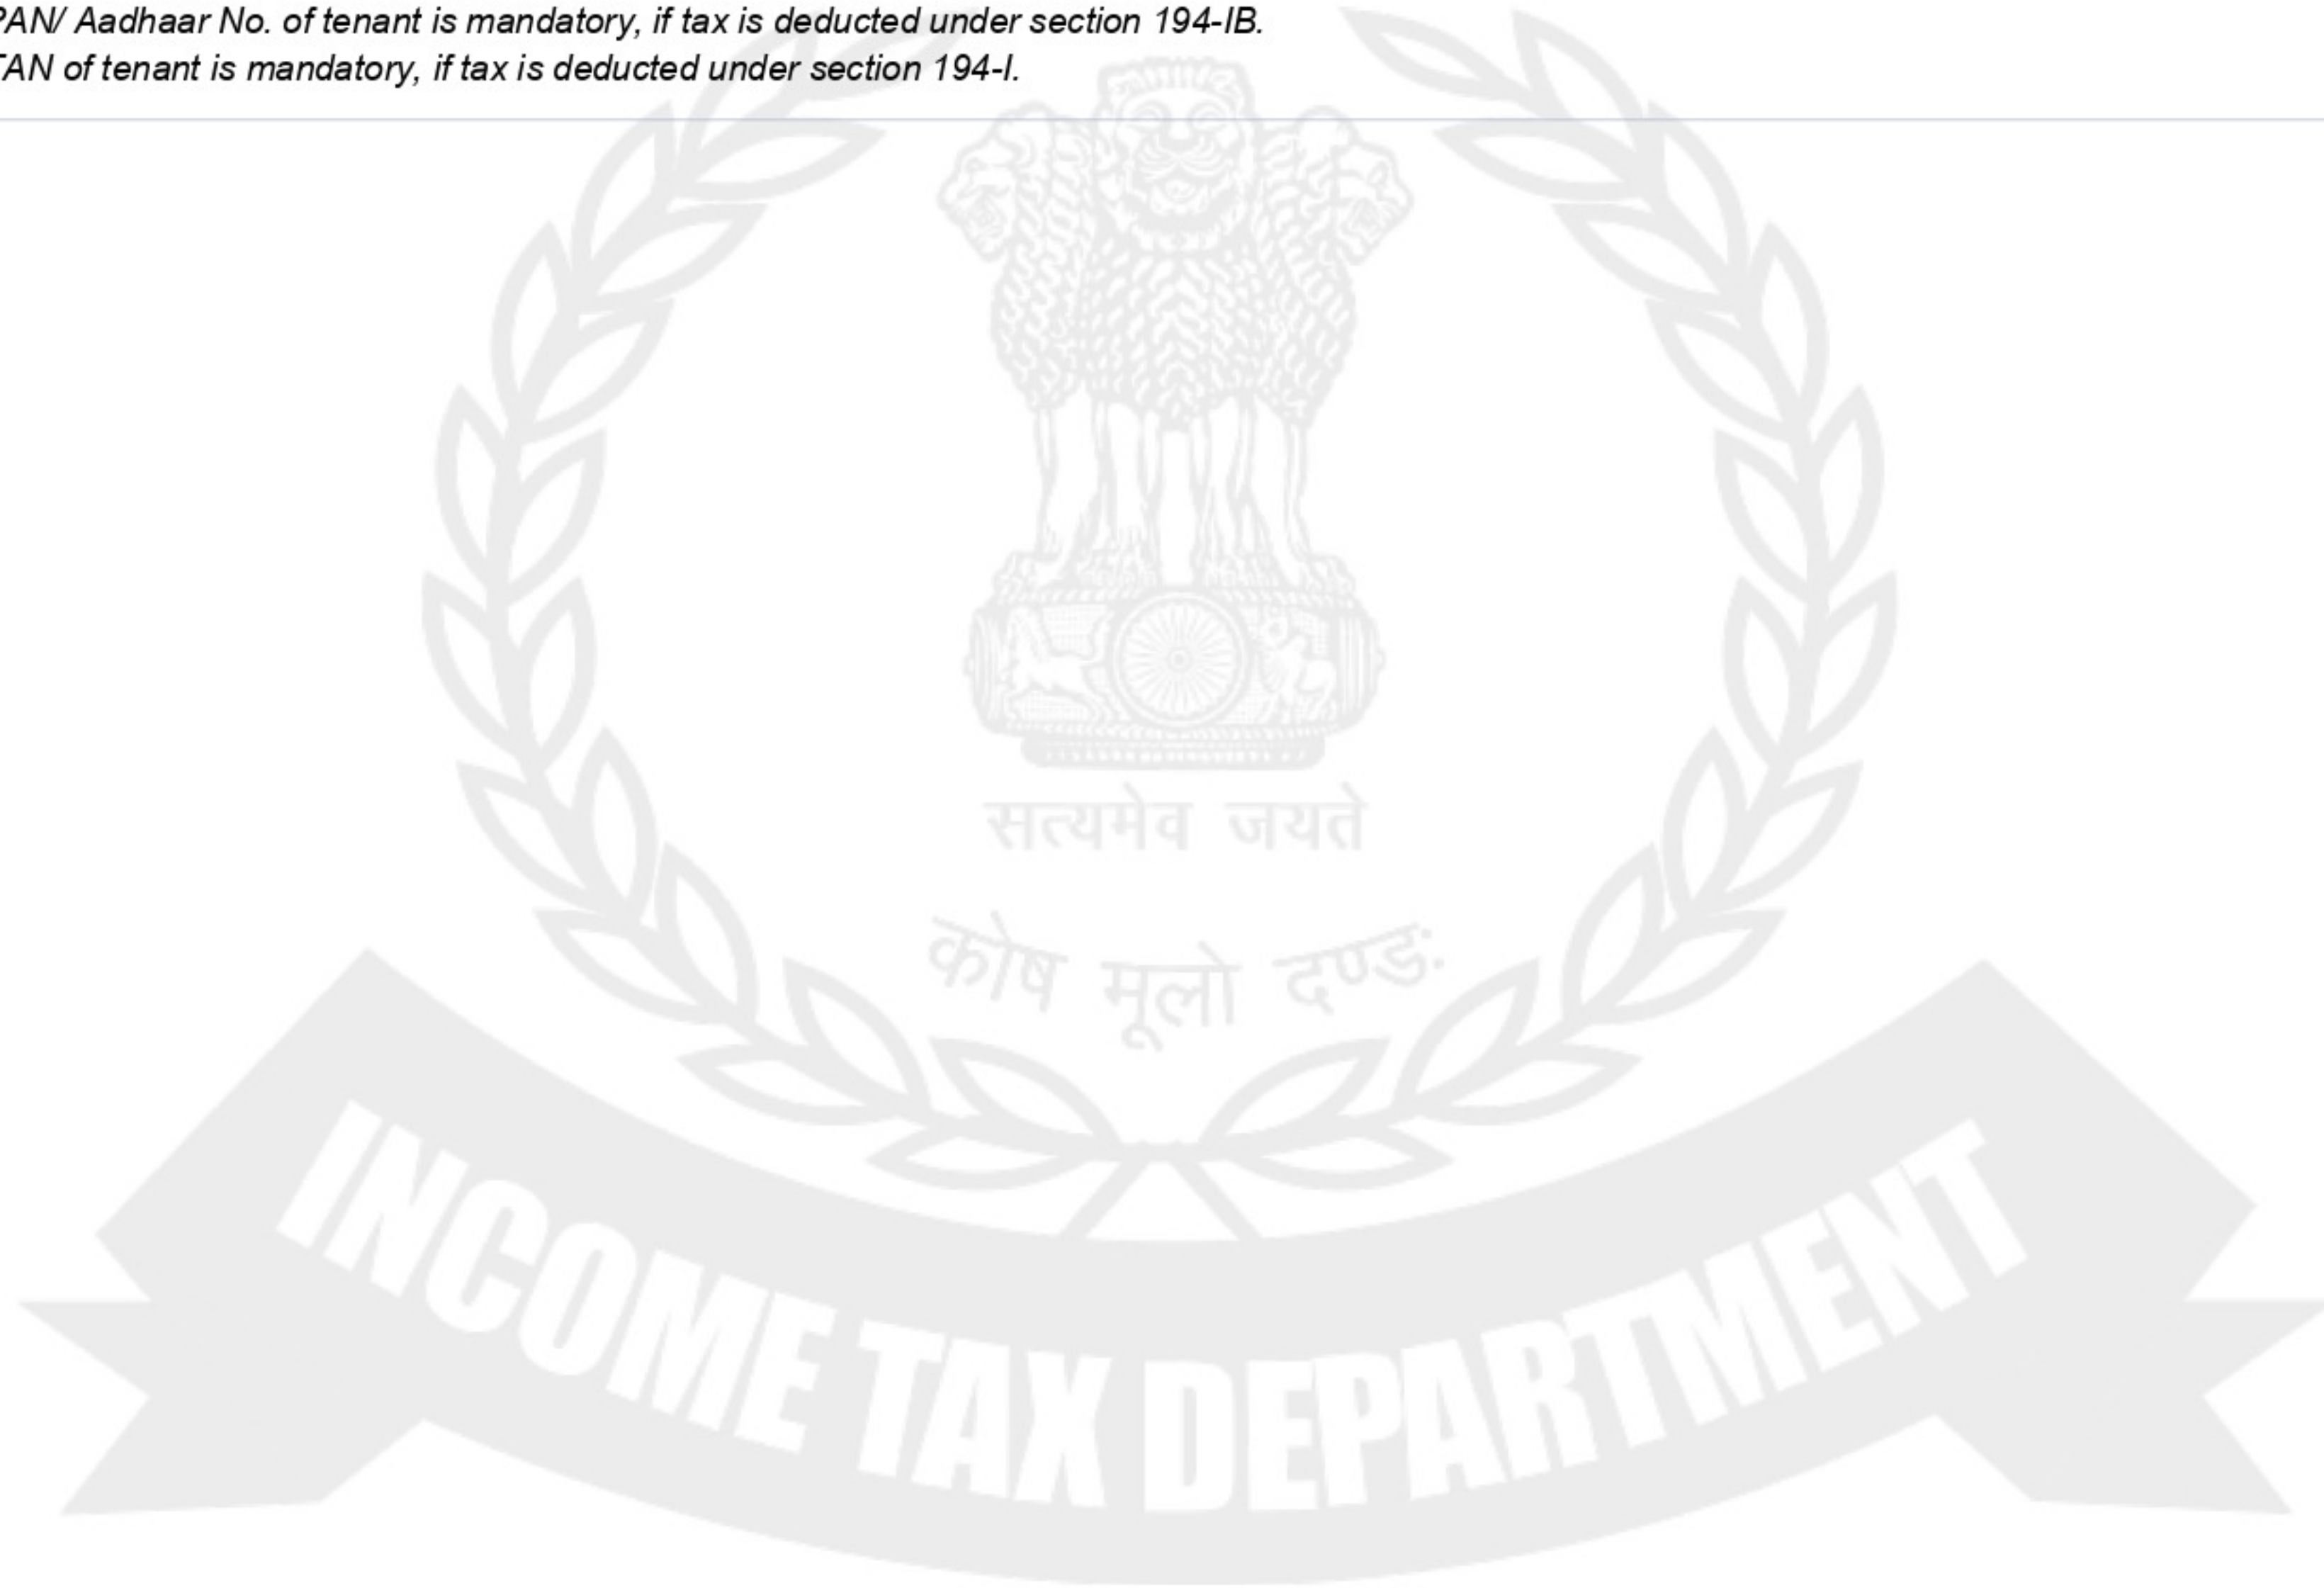 PAN/ Aadhaar No. of tenant is mandatory, if tax is deducted under section 194-IB.
TAN of tenant is mandatory, if tax is deducted under section 194-I.
सत्यमेव जयते
कोष मूलो दण्डः
INCOME TAX DEPARTMENT